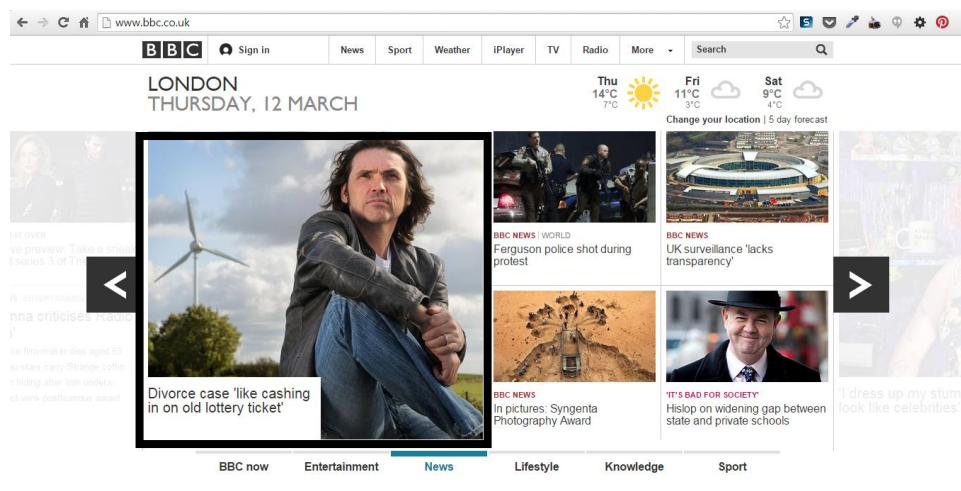 www.bbc.co.uk
BBC Sign in News Sport Weather iPlayer TV Radio More Search
LONDON
THURSDAY, 12 MARCH
Thu Fri Sat
14°C 11°C 9°C
7°C 3°C 4°C
Change your location | 5 day forecast
Divorce case 'like cashing
in on old lottery ticket'
BBC NEWS | WORLD
Ferguson police shot during
protest
BBC NEWS
UK surveillance 'lacks
transparency'
BBC NEWS
In pictures: Syngenta
Photography Award
'IT'S BAD FOR SOCIETY'
Hislop on widening gap between
state and private schools
'I dress up my
look like celebrities'
BBC now Entertainment News Lifestyle Knowledge Sport